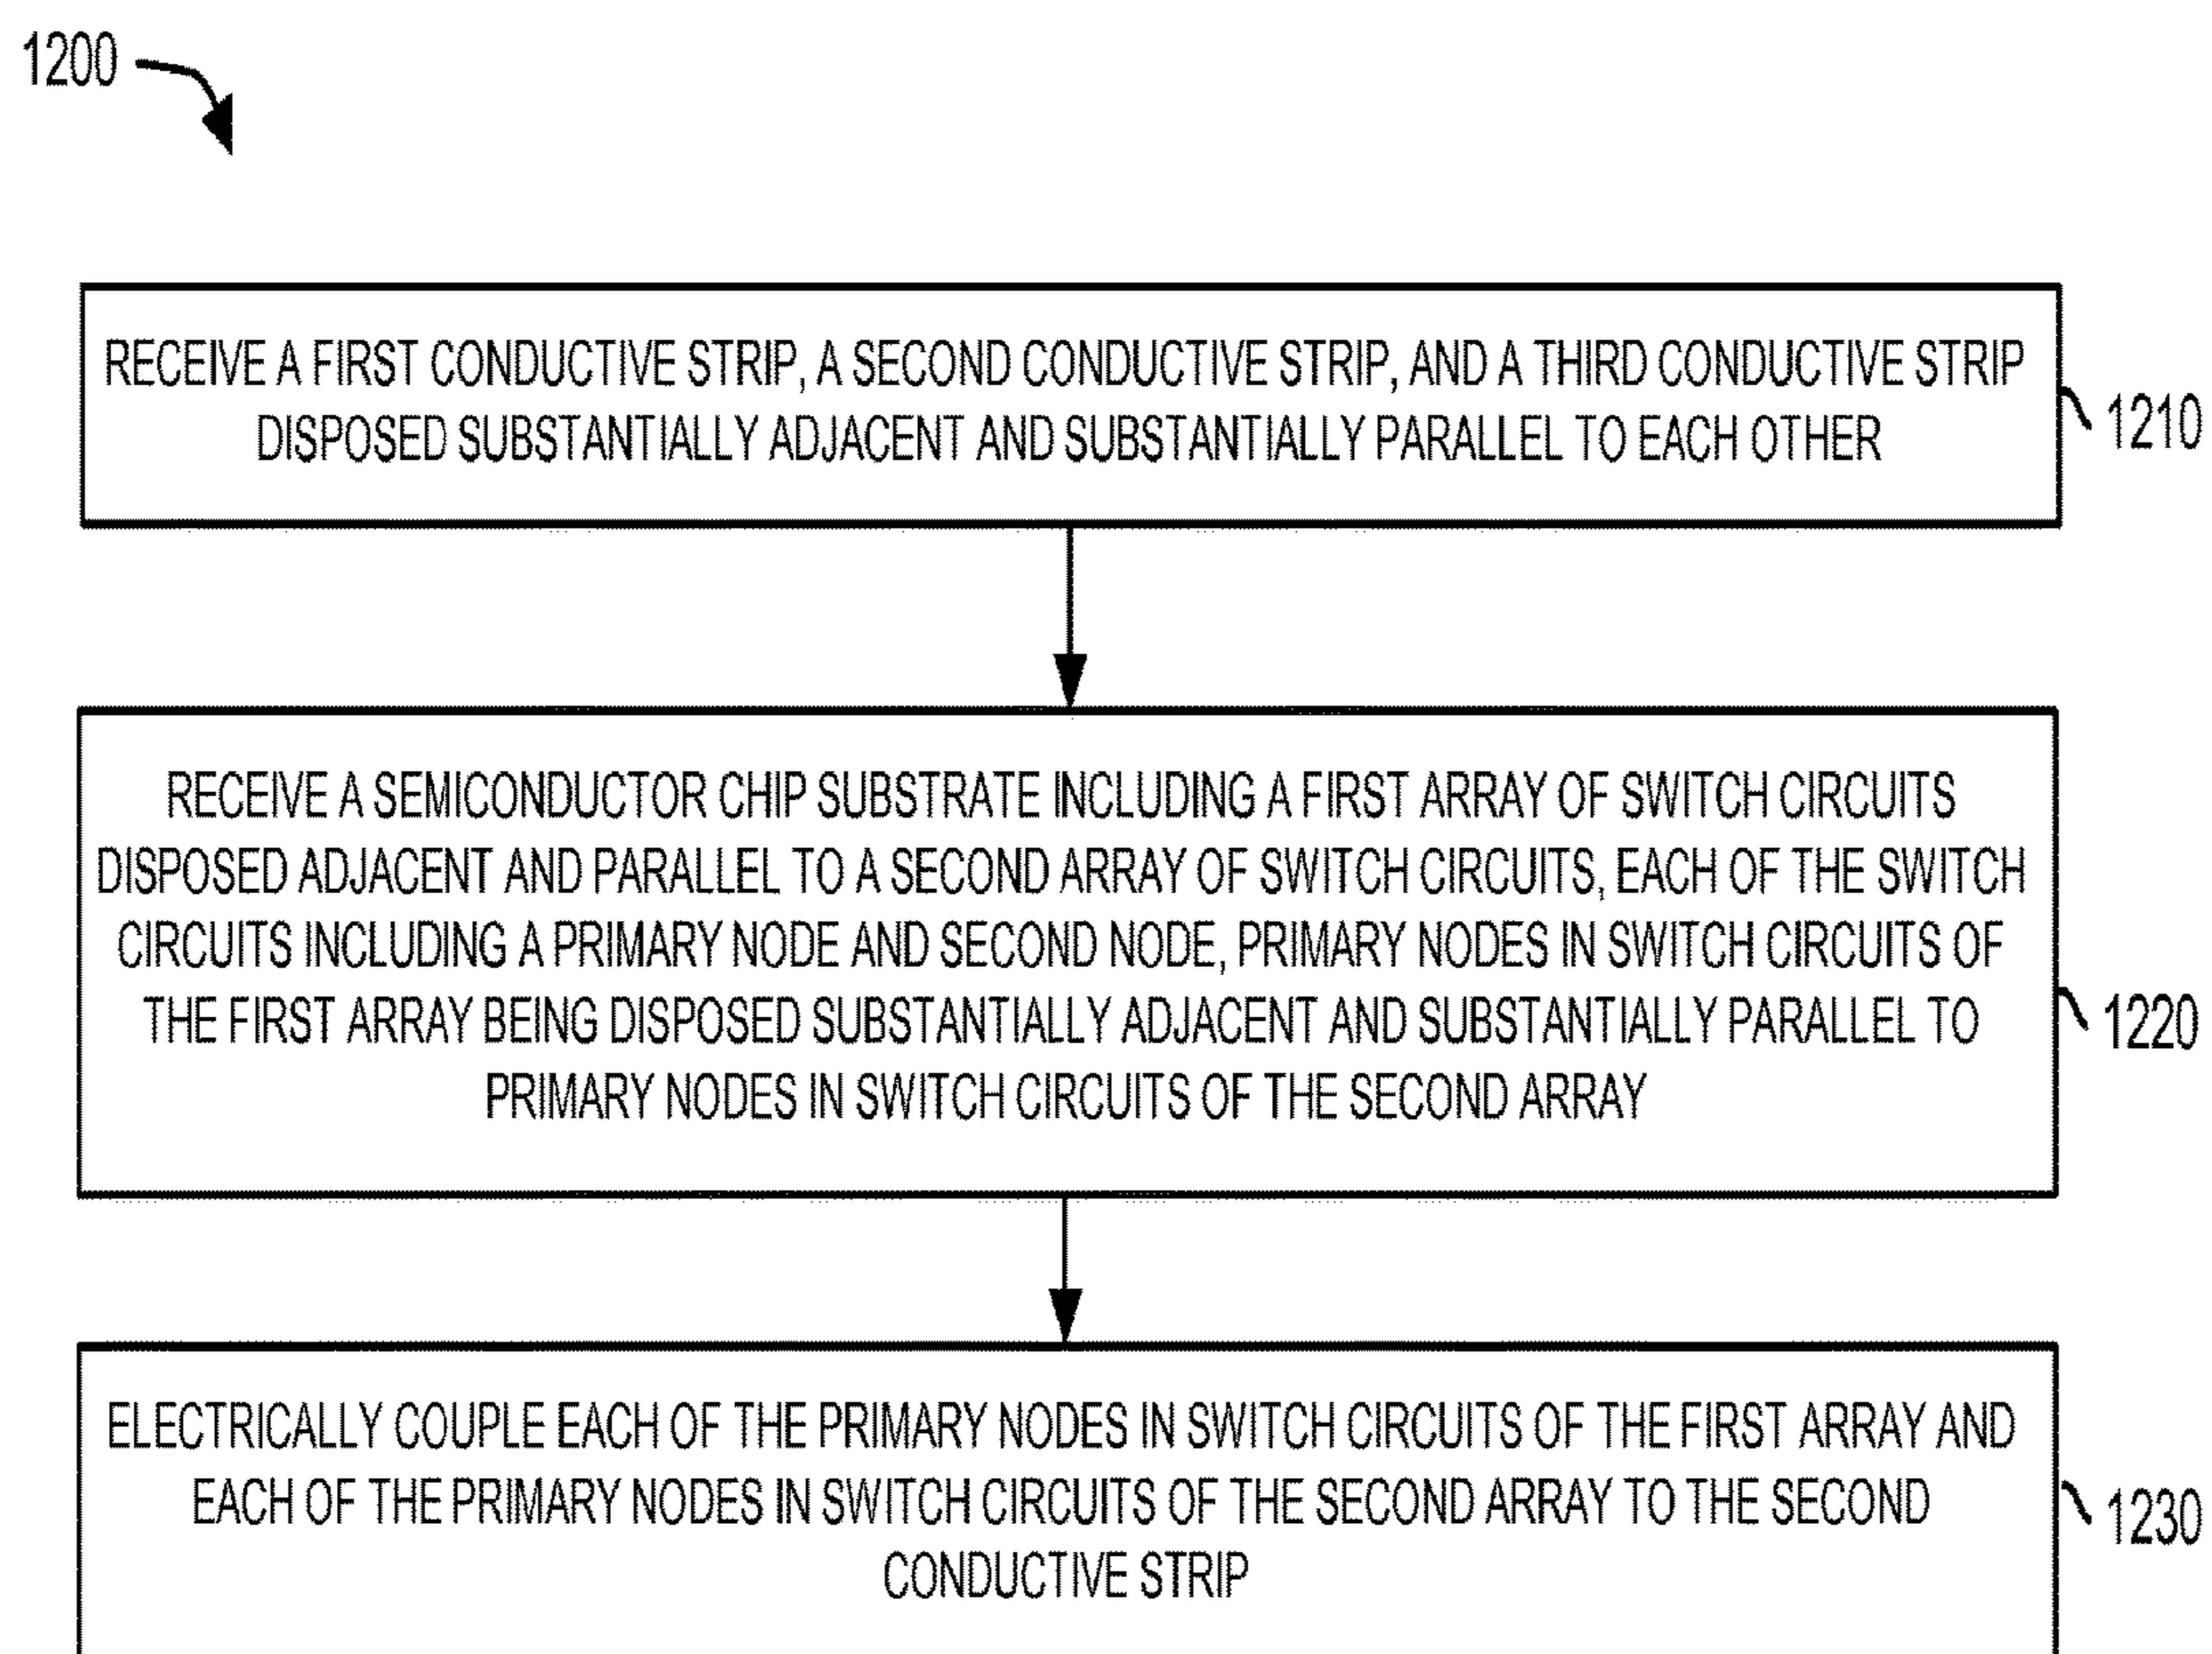 1200
RECEIVE A FIRST CONDUCTIVE STRIP, A SECOND CONDUCTIVE STRIP, AND A THIRD CONDUCTIVE STRIP
DISPOSED SUBSTANTIALLY ADJACENT AND SUBSTANTIALLY PARALLEL TO EACH OTHER
1210
RECEIVE A SEMICONDUCTOR CHIP SUBSTRATE INCLUDING A FIRST ARRAY OF SWITCH CIRCUITS
DISPOSED ADJACENT AND PARALLEL TO A SECOND ARRAY OF SWITCH CIRCUITS, EACH OF THE SWITCH
CIRCUITS INCLUDING A PRIMARY NODE AND SECOND NODE, PRIMARY NODES IN SWITCH CIRCUITS OF
THE FIRST ARRAY BEING DISPOSED SUBSTANTIALLY ADJACENT AND SUBSTANTIALLY PARALLEL TO
PRIMARY NODES IN SWITCH CIRCUITS OF THE SECOND ARRAY
1220
ELECTRICALLY COUPLE EACH OF THE PRIMARY NODES IN SWITCH CIRCUITS OF THE FIRST ARRAY AND
EACH OF THE PRIMARY NODES IN SWITCH CIRCUITS OF THE SECOND ARRAY TO THE SECOND
CONDUCTIVE STRIP
1230